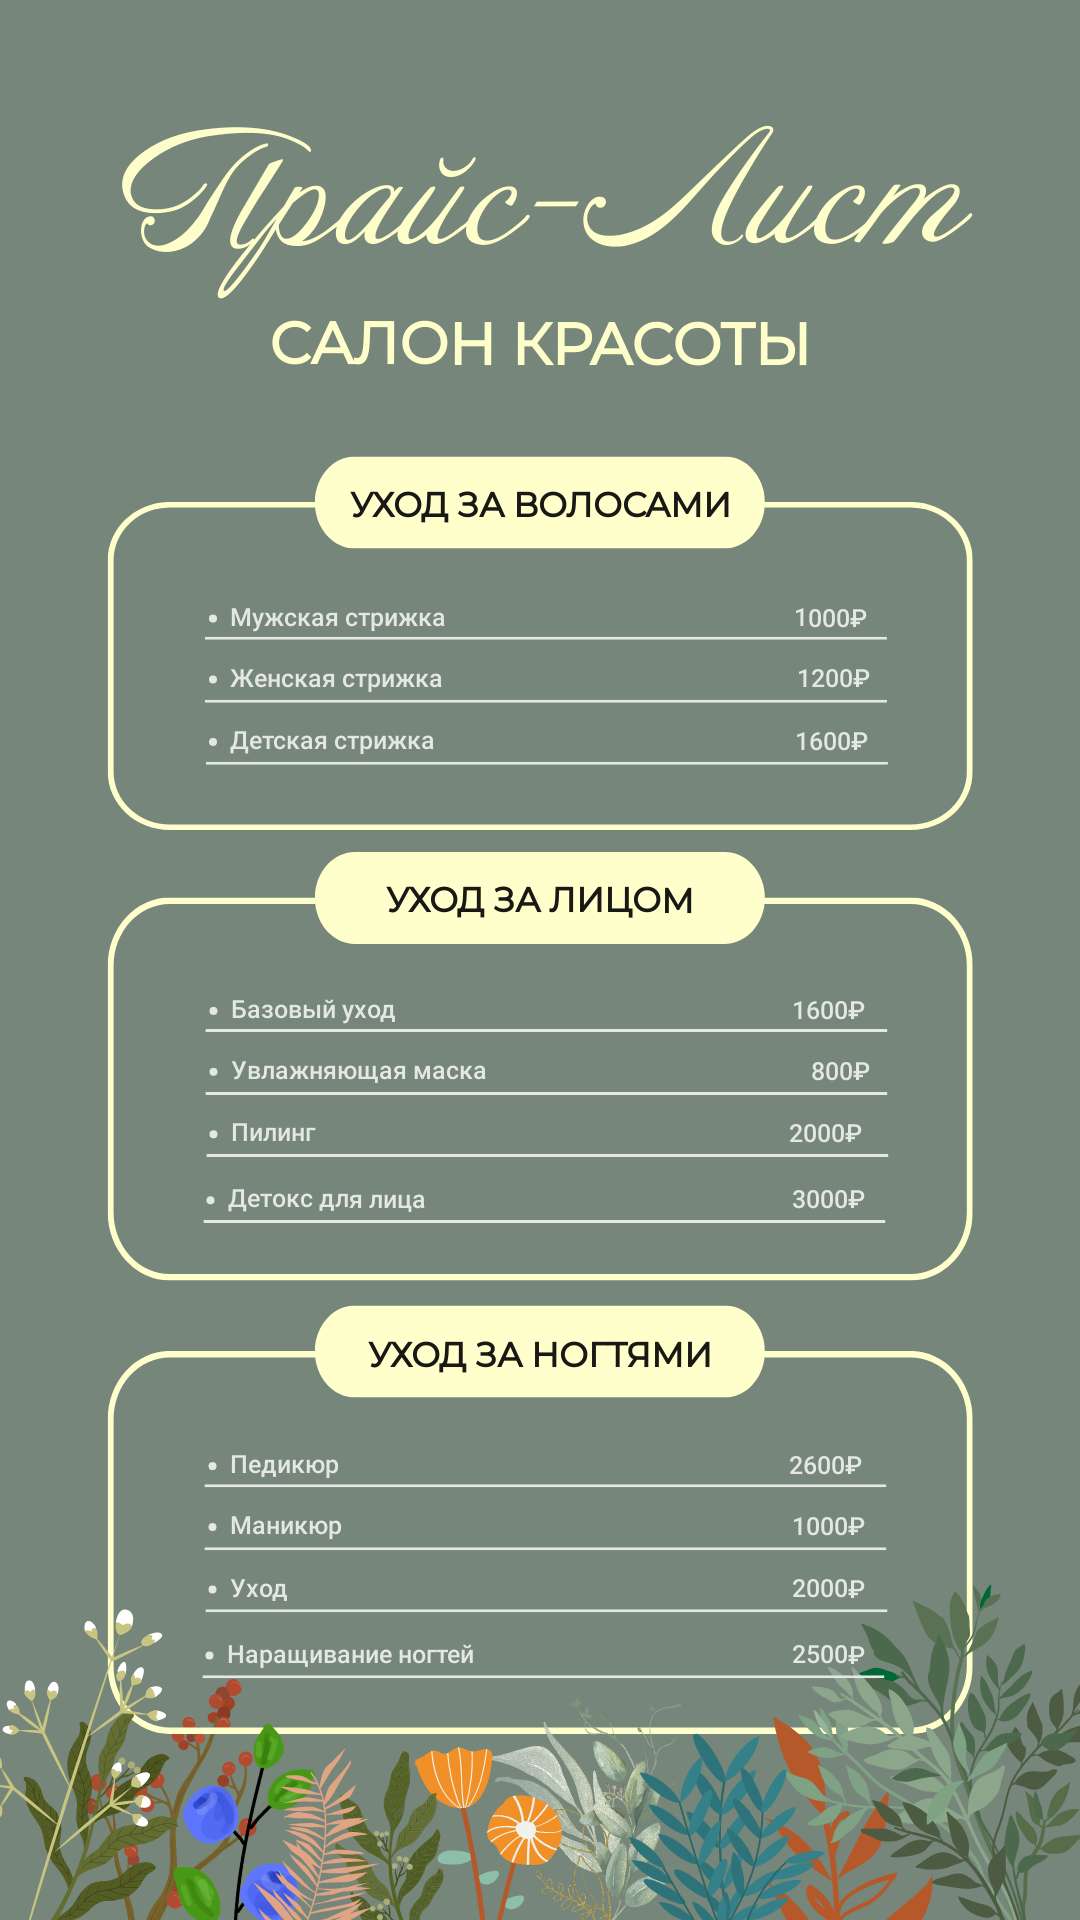 Прайс-Лист
САЛОН КРАСОТЫ
УХОД ЗА ВОЛОСАМИ
• Мужская стрижка 1000₽
• Женская стрижка 1200₽
• Детская стрижка 1600₽
УХОД ЗА ЛИЦОМ
• Базовый уход 1600₽
• Увлажняющая маска 800₽
• Пилинг 2000₽
• Детокс для лица 3000₽
УХОД ЗА НОГТЯМИ
• Педикюр 2600₽
• Маникюр 1000₽
• Уход 2000₽
• Наращивание ногтей 2500₽